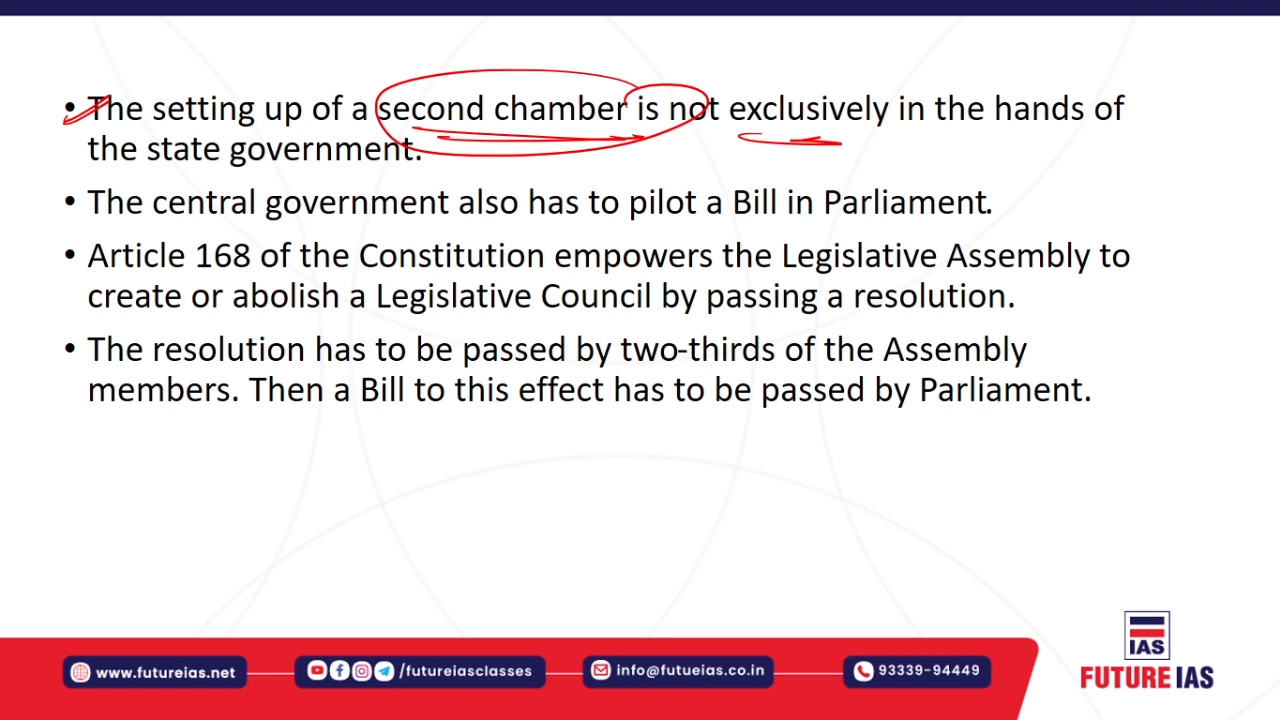 • The setting up of a second chamber is not exclusively in the hands of
the state government.
• The central government also has to pilot a Bill in Parliament.
• Article 168 of the Constitution empowers the Legislative Assembly to
create or abolish a Legislative Council by passing a resolution.
• The resolution has to be passed by two-thirds of the Assembly
members. Then a Bill to this effect has to be passed by Parliament.
IAS
FUTURE IAS
www.futureias.net
/futureiasclasses
info@futueias.co.in
93339-94449